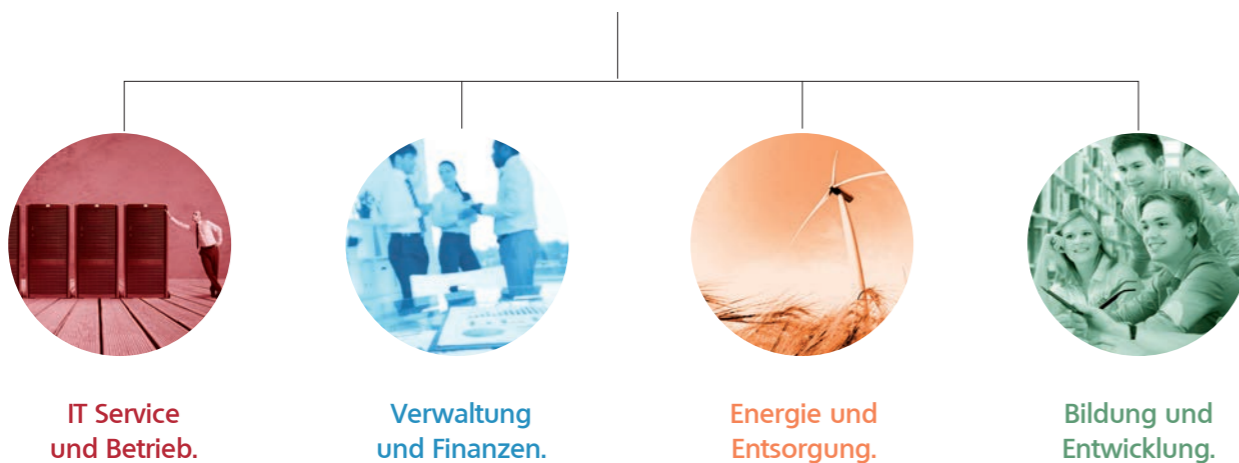 IT Service
und Betrieb.
Verwaltung
und Finanzen.
Energie und
Entsorgung.
Bildung und
Entwicklung.